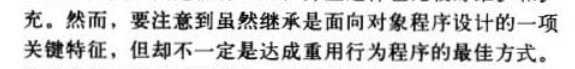 充。然而，要注意到虽然继承是面向对象程序设计的一项
关键特征，但却不一定是达成重用行为程序的最佳方式。